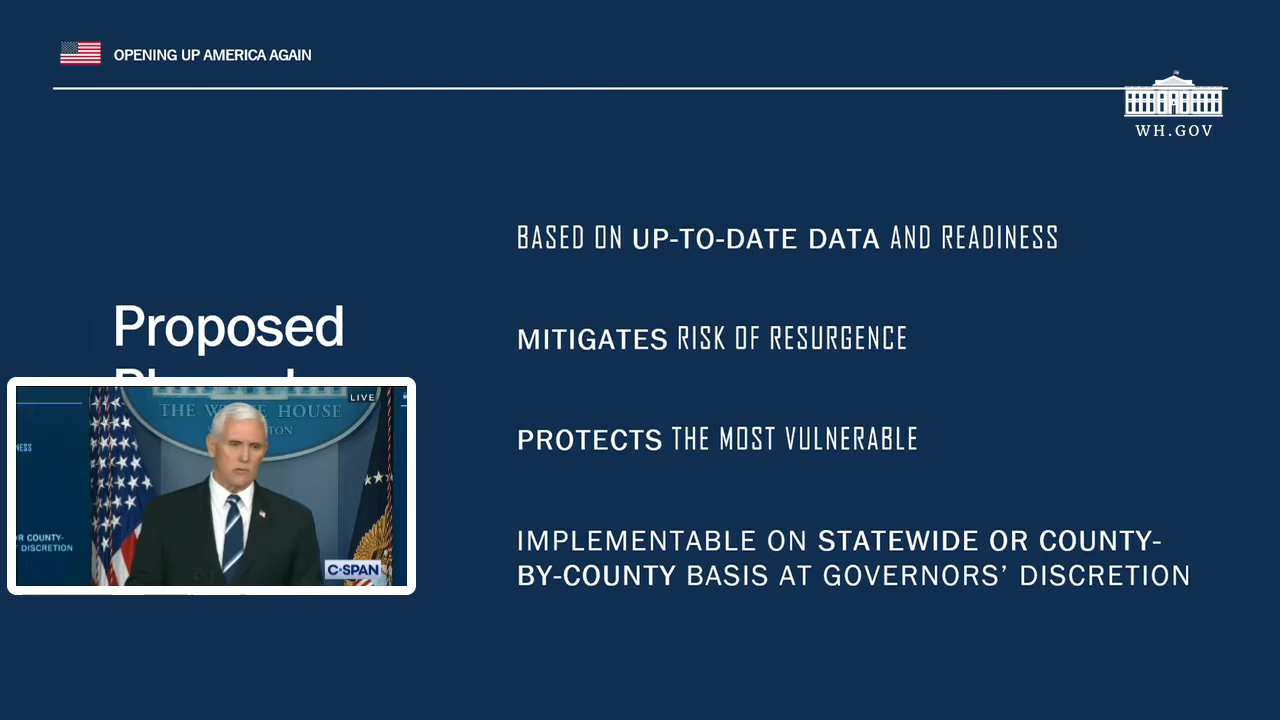 OPENING UP AMERICA AGAIN
WH.GOV
BASED ON UP-TO-DATE DATA AND READINESS
Proposed
MITIGATES RISK OF RESURGENCE
PROTECTS THE MOST VULNERABLE
IMPLEMENTABLE ON STATEWIDE OR COUNTY-
BY-COUNTY BASIS AT GOVERNORS’ DISCRETION
LIVE
THE WHITE HOUSE
NESS
OR COUNTY-
DISCRETION
C-SPAN